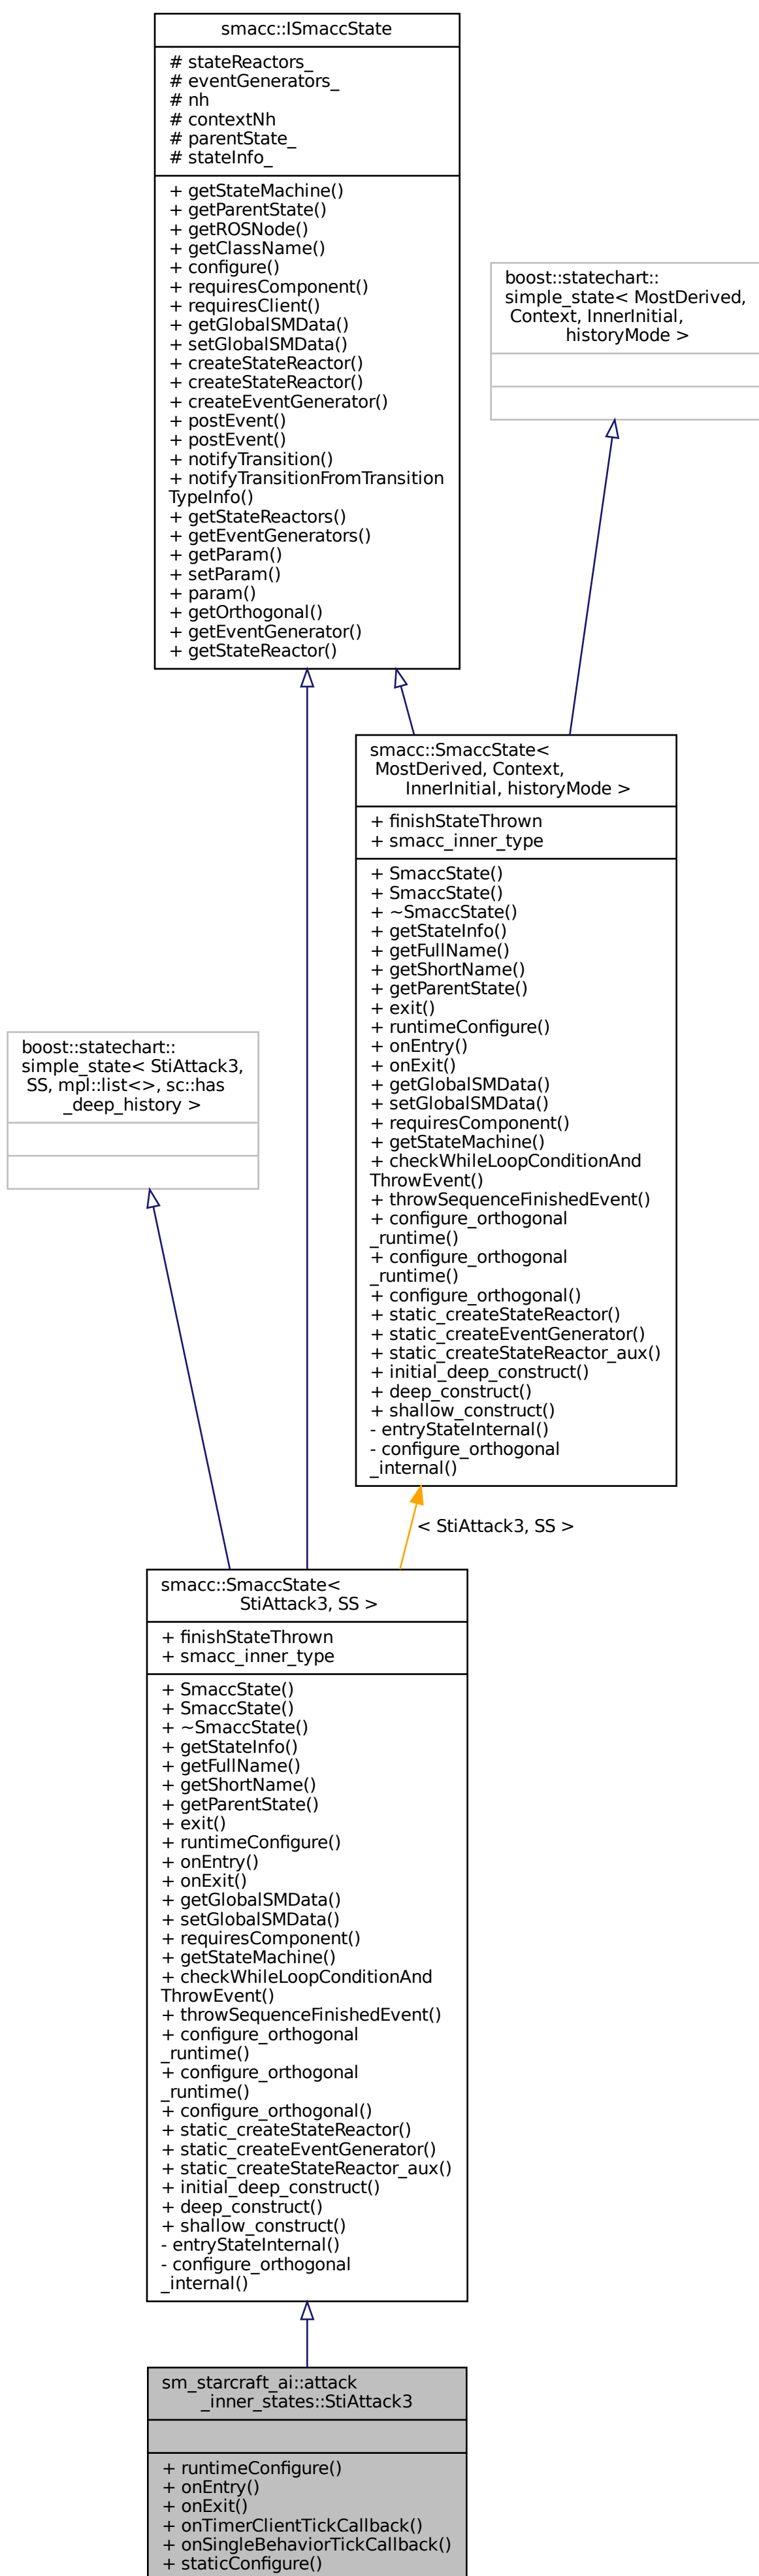 smacc::ISmaccState
# stateReactors_
# eventGenerators_
# nh
# contextNh
# parentState_
# stateInfo_
+ getStateMachine()
+ getParentState()
+ getROSNode()
+ getClassName()
+ configure()
+ requiresComponent()
+ requiresClient()
+ getGlobalSMData()
+ setGlobalSMData()
+ createStateReactor()
+ createStateReactor()
+ createEventGenerator()
+ postEvent()
+ postEvent()
+ notifyTransition()
+ notifyTransitionFromTransition
TypeInfo()
+ getStateReactors()
+ getEventGenerators()
+ getParam()
+ setParam()
+ param()
+ getOrthogonal()
+ getEventGenerator()
+ getStateReactor()
boost::statechart::
simple_state< MostDerived,
Context, InnerInitial,
historyMode >
smacc::SmaccState<
MostDerived, Context,
InnerInitial, historyMode >
+ finishStateThrown
+ smacc_inner_type
+ SmaccState()
+ SmaccState()
+ ~SmaccState()
+ getStateInfo()
+ getFullName()
+ getShortName()
+ getParentState()
+ exit()
+ runtimeConfigure()
+ onEntry()
+ onExit()
+ getGlobalSMData()
+ setGlobalSMData()
+ requiresComponent()
+ getStateMachine()
+ checkWhileLoopConditionAnd
ThrowEvent()
+ throwSequenceFinishedEvent()
+ configure_orthogonal
_runtime()
+ configure_orthogonal
_runtime()
+ configure_orthogonal()
+ static_createStateReactor()
+ static_createEventGenerator()
+ static_createStateReactor_aux()
+ initial_deep_construct()
+ deep_construct()
+ shallow_construct()
- entryStateInternal()
- configure_orthogonal
_internal()
boost::statechart::
simple_state< StiAttack3,
SS, mpl::list<>, sc::has
_deep_history >
< StiAttack3, SS >
smacc::SmaccState<
StiAttack3, SS >
+ finishStateThrown
+ smacc_inner_type
+ SmaccState()
+ SmaccState()
+ ~SmaccState()
+ getStateInfo()
+ getFullName()
+ getShortName()
+ getParentState()
+ exit()
+ runtimeConfigure()
+ onEntry()
+ onExit()
+ getGlobalSMData()
+ setGlobalSMData()
+ requiresComponent()
+ getStateMachine()
+ checkWhileLoopConditionAnd
ThrowEvent()
+ throwSequenceFinishedEvent()
+ configure_orthogonal
_runtime()
+ configure_orthogonal
_runtime()
+ configure_orthogonal()
+ static_createStateReactor()
+ static_createEventGenerator()
+ static_createStateReactor_aux()
+ initial_deep_construct()
+ deep_construct()
+ shallow_construct()
- entryStateInternal()
- configure_orthogonal
_internal()
sm_starcraft_ai::attack
_inner_states::StiAttack3
+ runtimeConfigure()
+ onEntry()
+ onExit()
+ onTimerClientTickCallback()
+ onSingleBehaviorTickCallback()
+ staticConfigure()